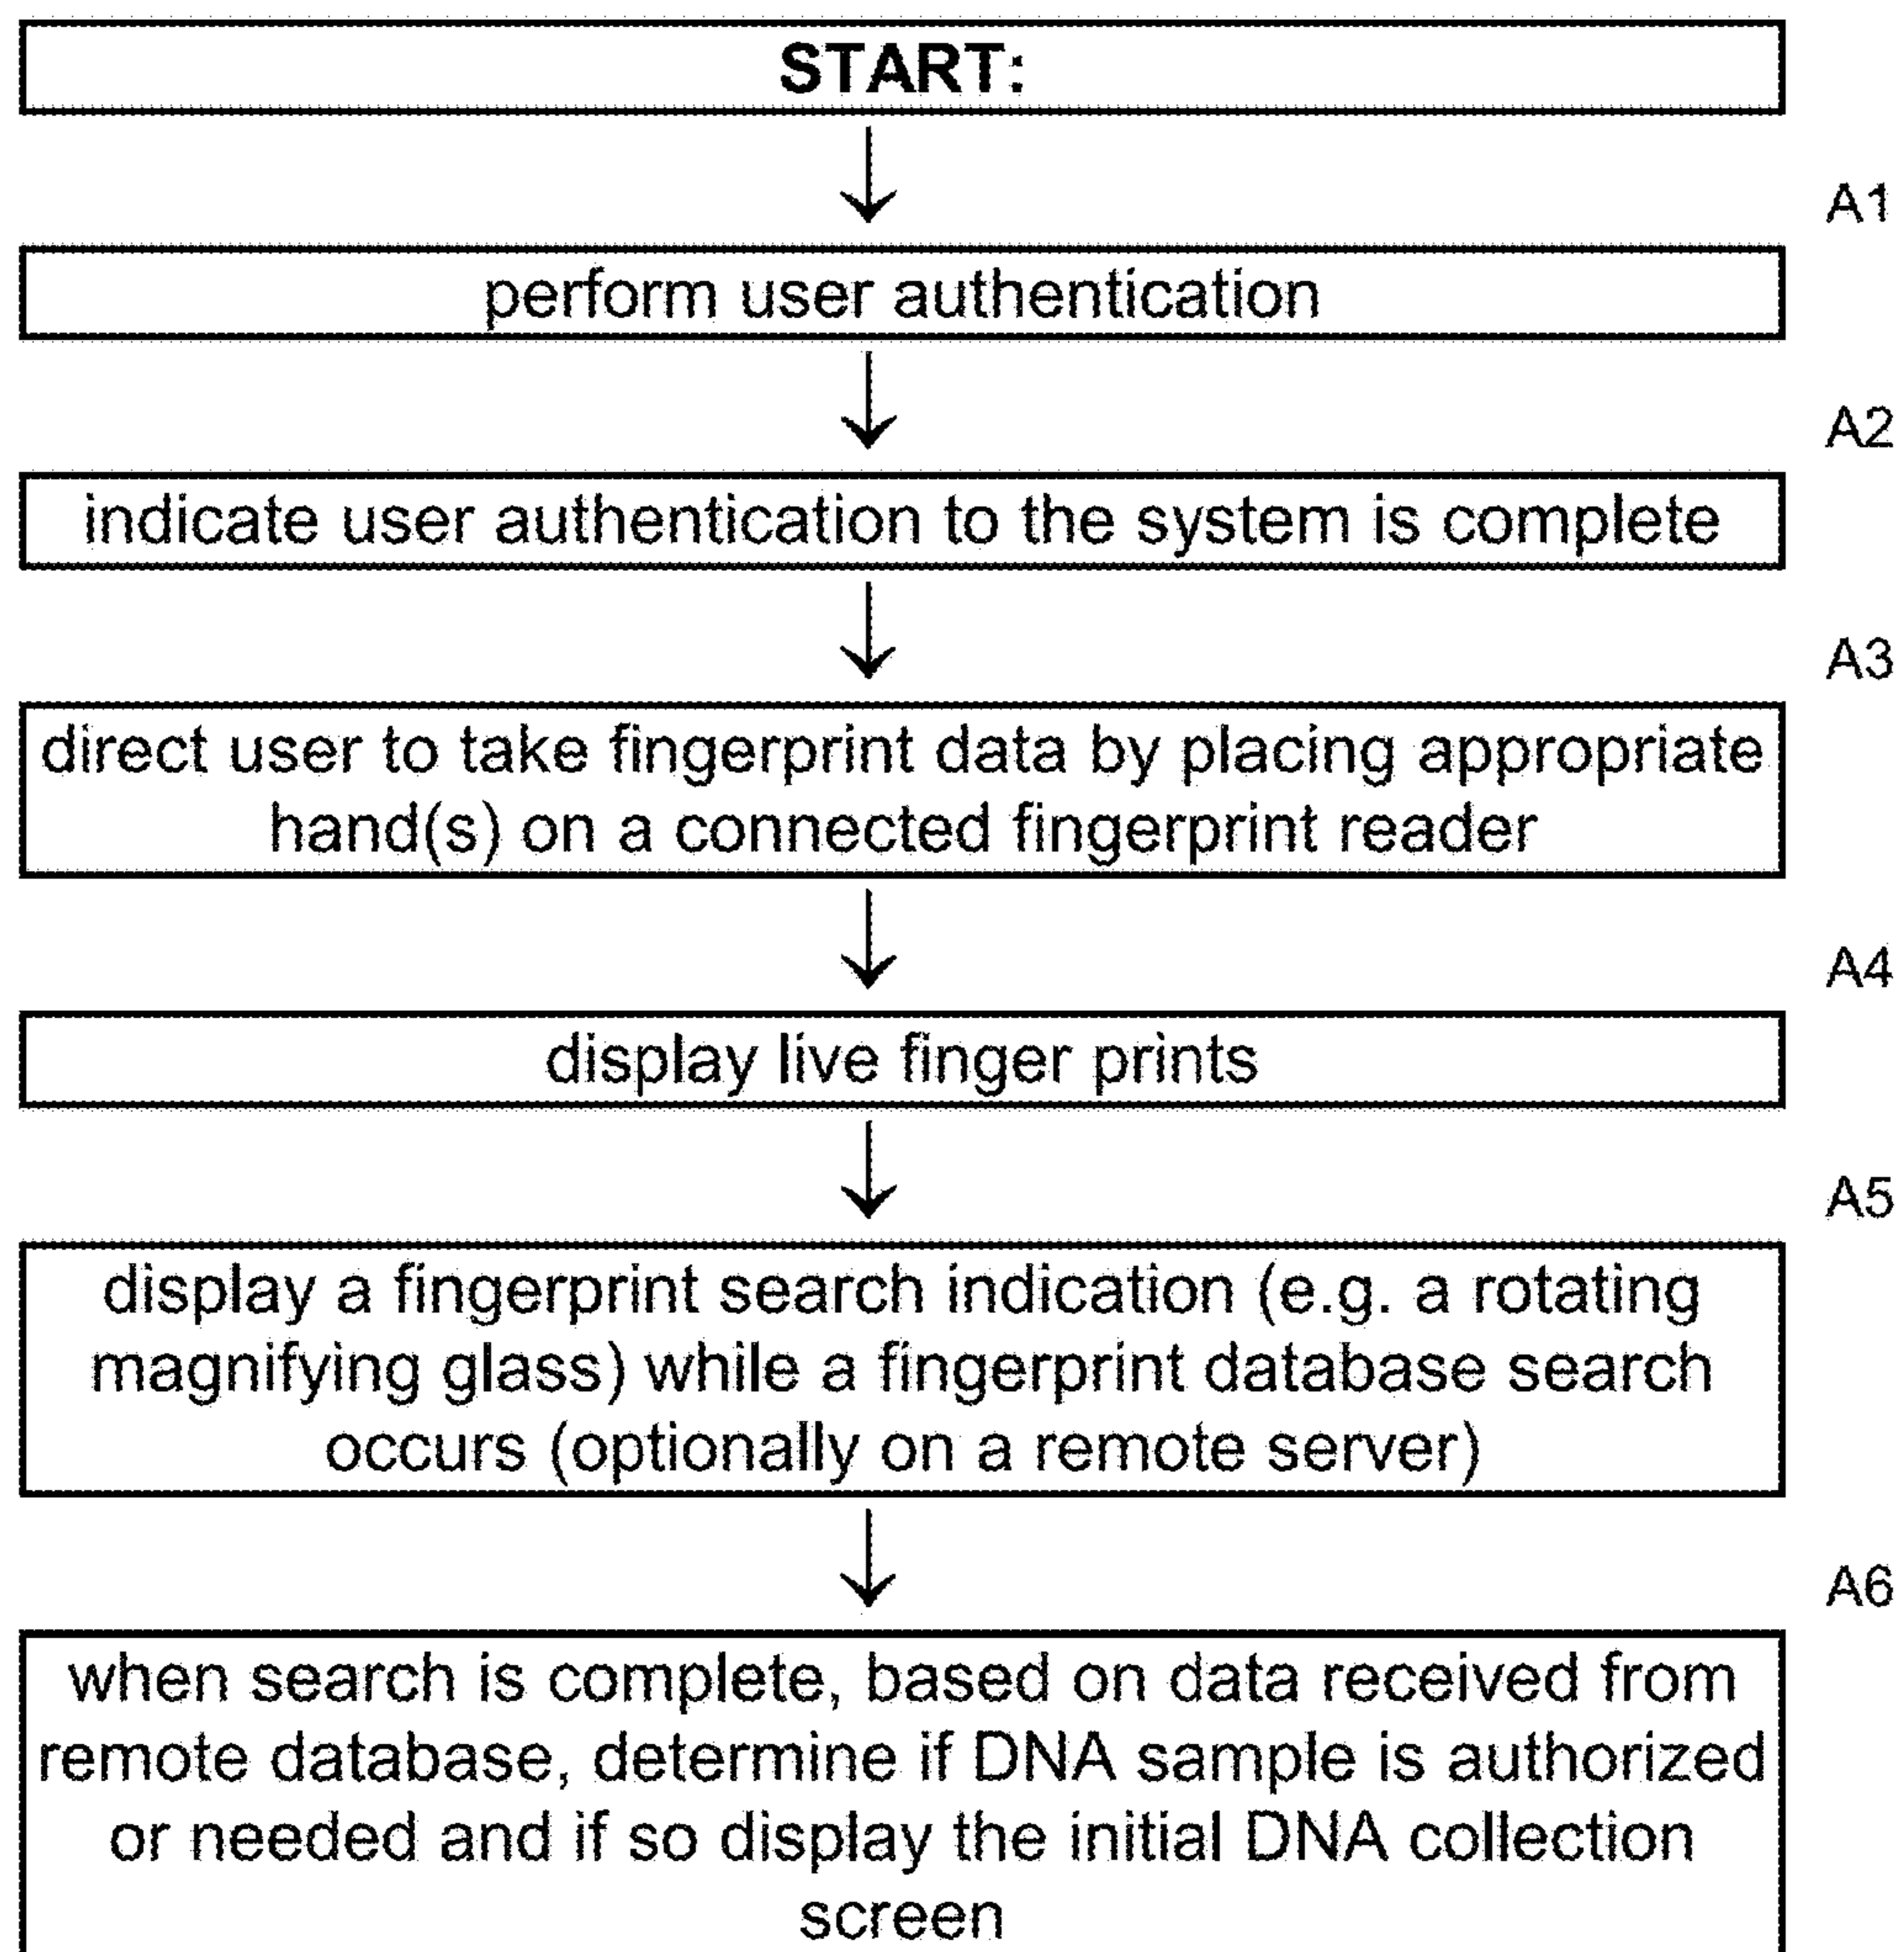 START:
A1
perform user authentication
A2
indicate user authentication to the system is complete
A3
direct user to take fingerprint data by placing appropriate
hand(s) on a connected fingerprint reader
A4
display live finger prints
A5
display a fingerprint search indication (e.g. a rotating
magnifying glass) while a fingerprint database search
occurs (optionally on a remote server)
A6
when search is complete, based on data received from
remote database, determine if DNA sample is authorized
or needed and if so display the initial DNA collection
screen